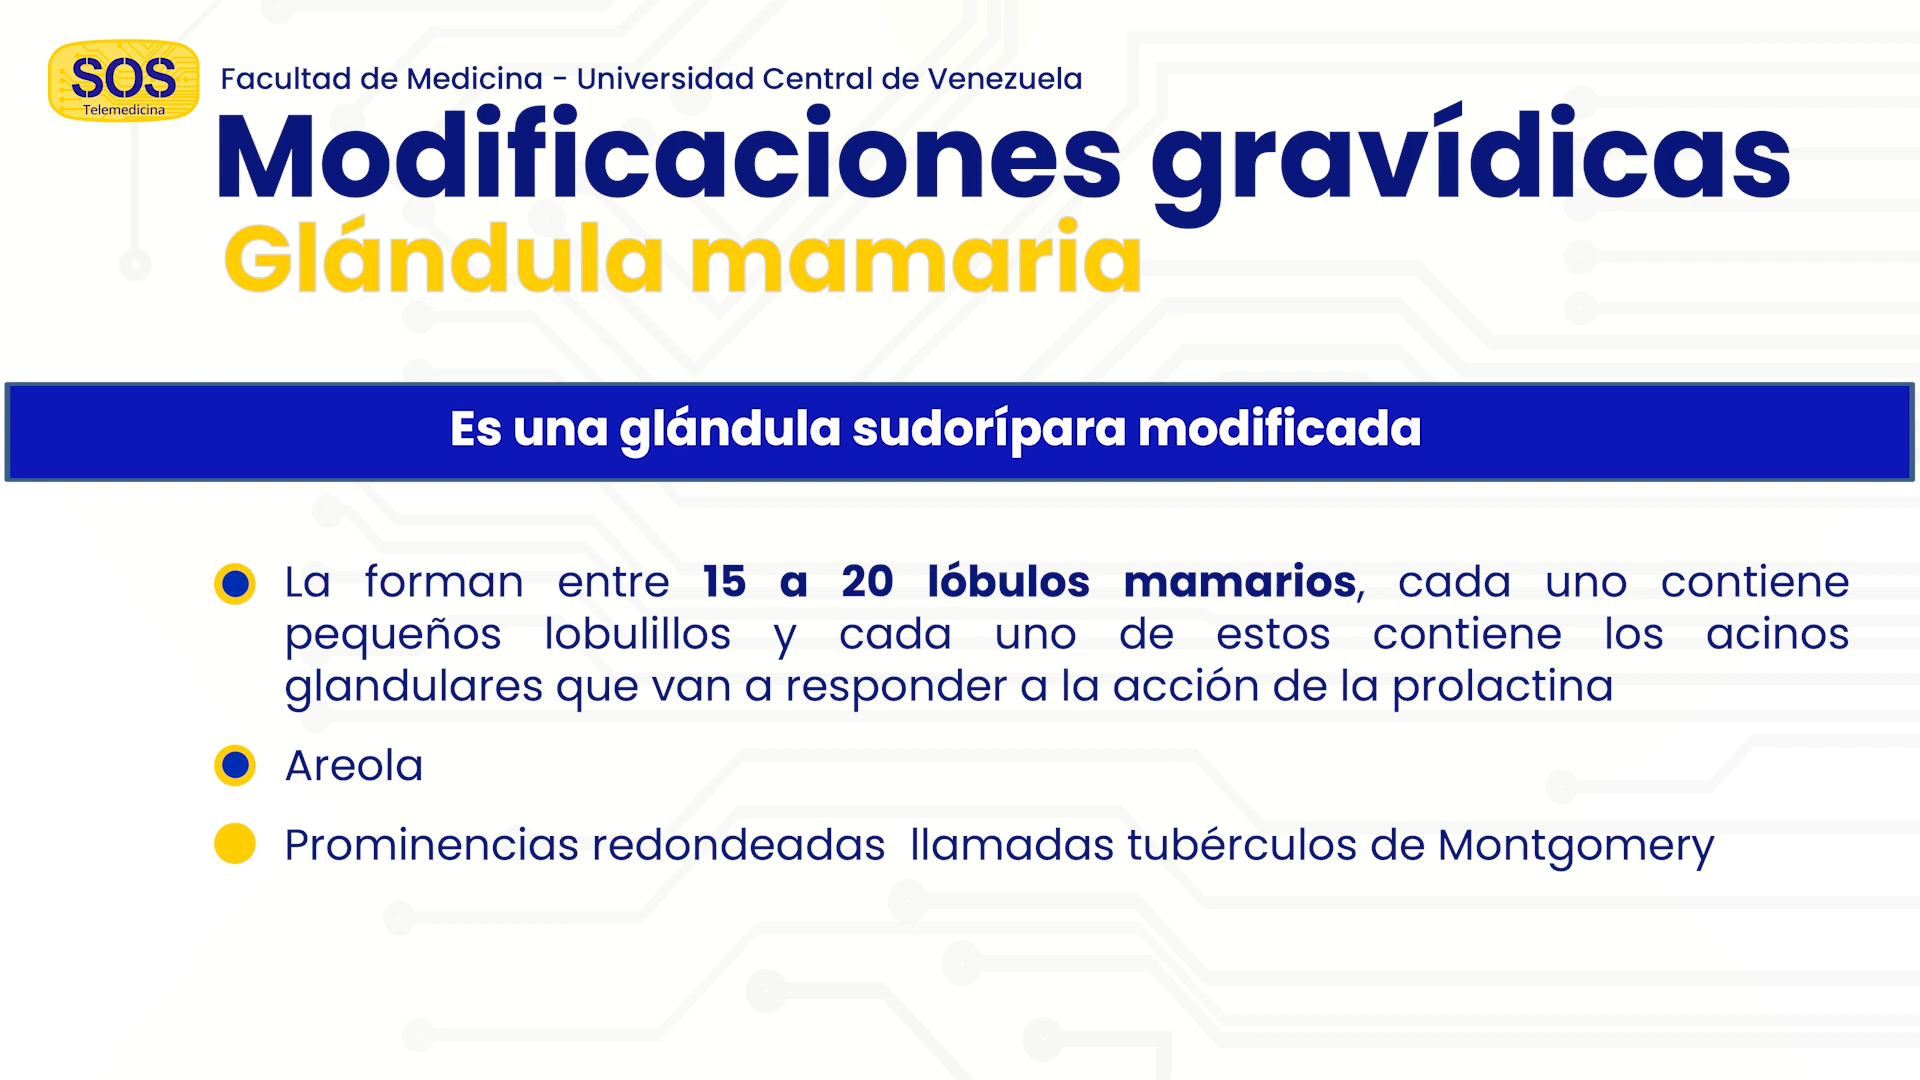 SOS
Telemedicina
Facultad de Medicina - Universidad Central de Venezuela
Modificaciones gravídicas
Glándula mamaria
Es una glándula sudorípara modificada
La forman entre 15 a 20 lóbulos mamarios, cada uno contiene
pequeños lobulillos y cada uno de estos contiene los acinos
glandulares que van a responder a la acción de la prolactina
Areola
Prominencias redondeadas llamadas tubérculos de Montgomery